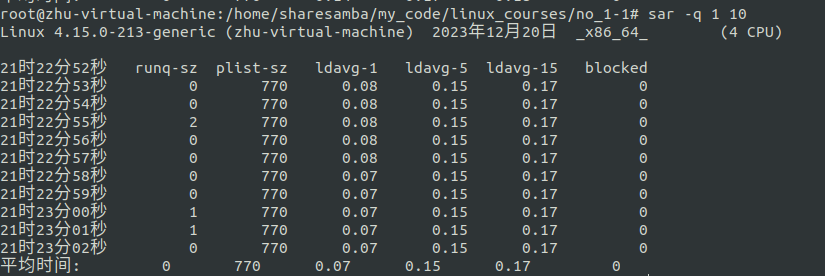 平均时间: 770 0.07 0.15 0.17 0
root@zhu-virtual-machine:/home/sharesamba/my_code/linux_courses/no_1-1# sar -q 1 10
Linux 4.15.0-213-generic (zhu-virtual-machine) 2023年12月20日 _x86_64_ (4 CPU)
21时22分52秒 runq-sz plist-sz ldavg-1 ldavg-5 ldavg-15 blocked
21时22分53秒 0 770 0.08 0.15 0.17 0
21时22分54秒 0 770 0.08 0.15 0.17 0
21时22分55秒 2 770 0.08 0.15 0.17 0
21时22分56秒 0 770 0.08 0.15 0.17 0
21时22分57秒 0 770 0.08 0.15 0.17 0
21时22分58秒 0 770 0.07 0.15 0.17 0
21时22分59秒 0 770 0.07 0.15 0.17 0
21时23分00秒 1 770 0.07 0.15 0.17 0
21时23分01秒 1 770 0.07 0.15 0.17 0
21时23分02秒 0 770 0.07 0.15 0.17 0
平均时间: 0 770 0.07 0.15 0.17 0